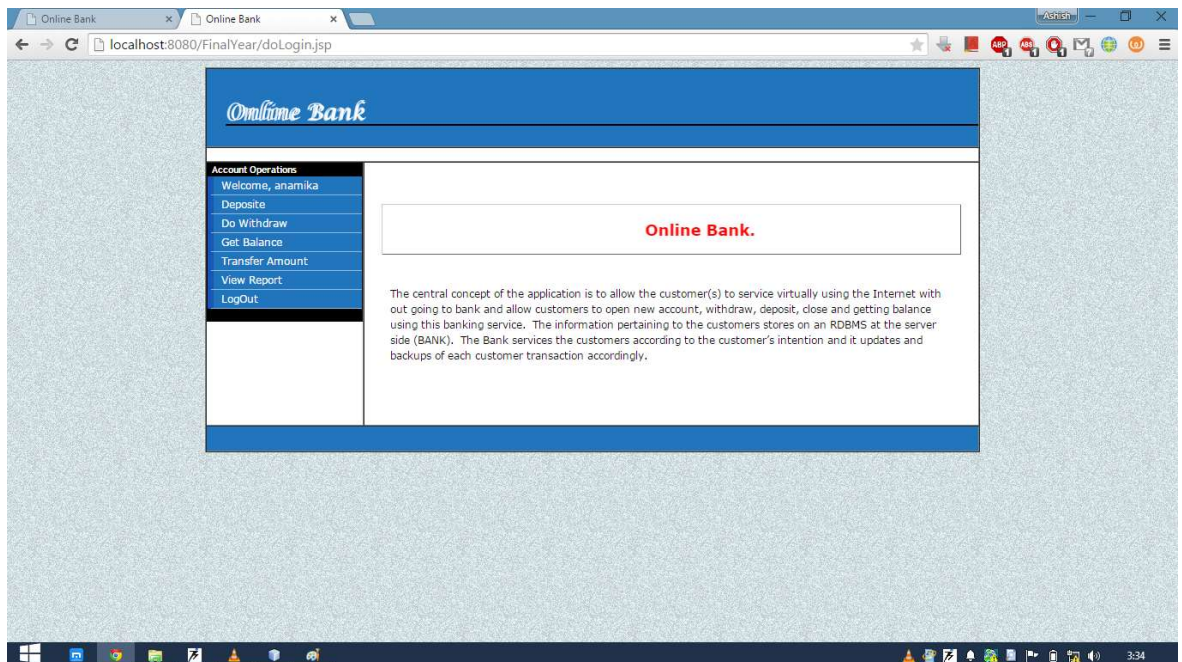 Online Bank
Online Bank
Ashish
localhost:8080/FinalYear/doLogin.jsp
Online Bank
Account Operations
Welcome, anamika
Deposite
Do Withdraw
Get Balance
Transfer Amount
View Report
LogOut
Online Bank.
The central concept of the application is to allow the customer(s) to service virtually using the Internet with
out going to bank and allow customers to open new account, withdraw, deposit, close and getting balance
using this banking service. The information pertaining to the customers stores on an RDBMS at the server
side (BANK). The Bank services the customers according to the customer’s intention and it updates and
backups of each customer transaction accordingly.
3:34